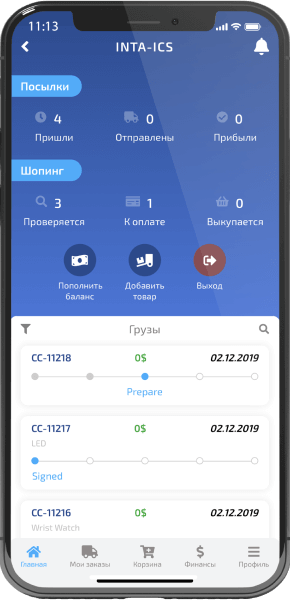 11:13
INTA-ICS
Посылки
4 0 0
Пришли Отправлены Прибыли
Шопинг
3 1 0
Проверяется К оплате Выкупается
Пополнить баланс
Добавить товар
Выход
Грузы
CC-11218 0$ 02.12.2019
Prepare
CC-11217 0$ 02.12.2019
LED
Signed
CC-11216 0$ 02.12.2019
Wrist Watch
Главная Мои заказы Корзина Финансы Профиль